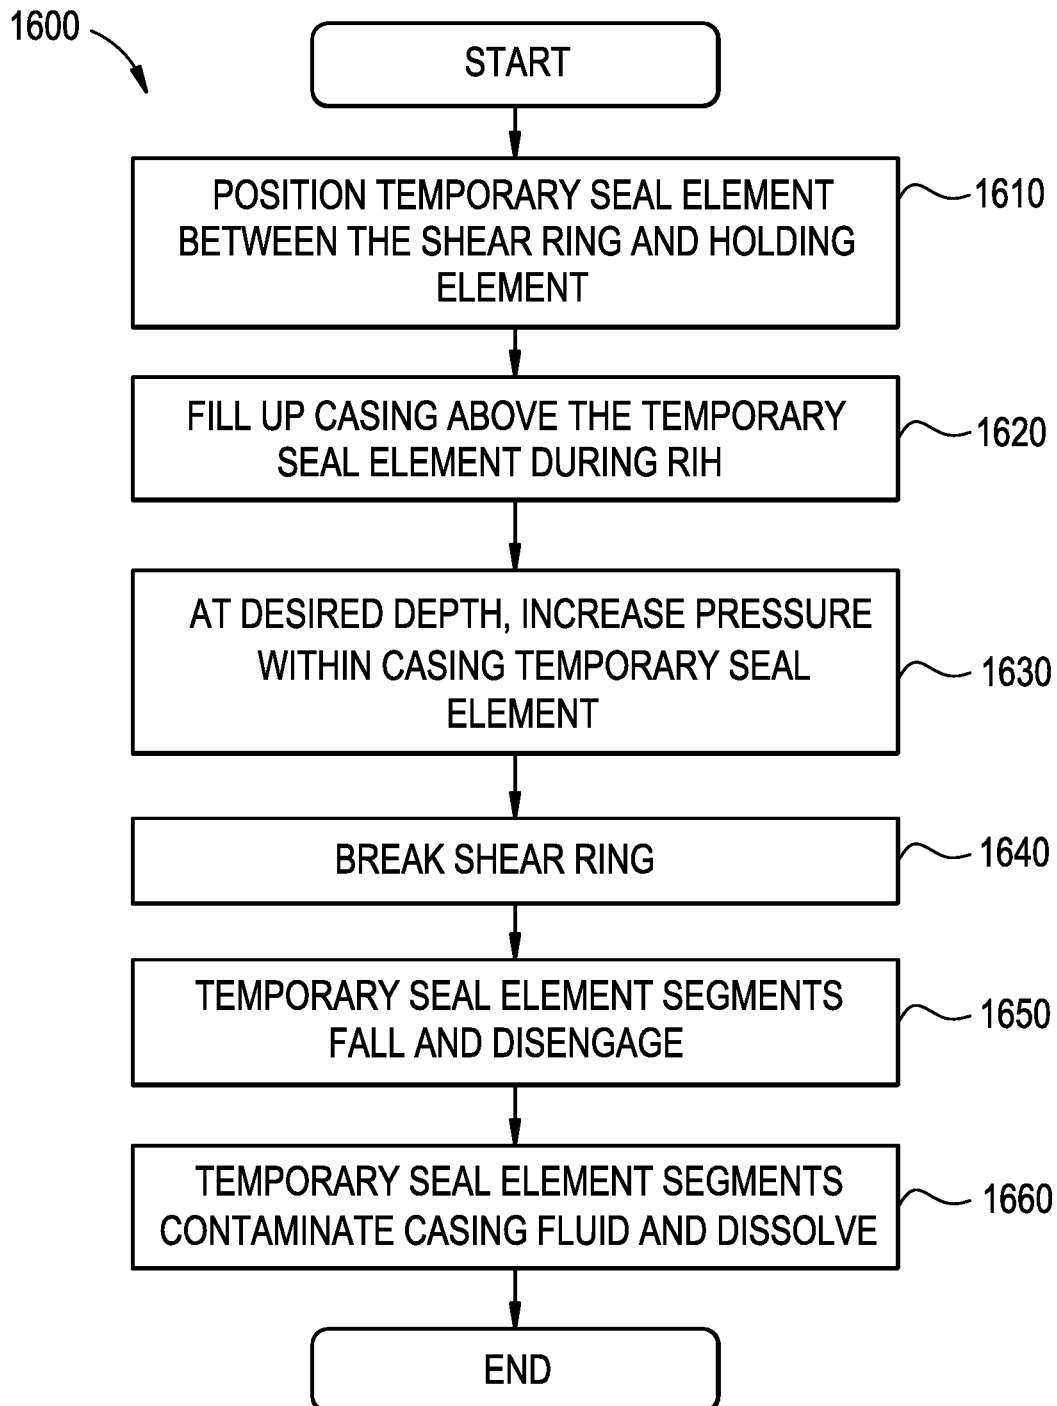 1600
START
POSITION TEMPORARY SEAL ELEMENT
BETWEEN THE SHEAR RING AND HOLDING
ELEMENT
1610
FILL UP CASING ABOVE THE TEMPORARY
SEAL ELEMENT DURING RIH
1620
AT DESIRED DEPTH, INCREASE PRESSURE
WITHIN CASING TEMPORARY SEAL
ELEMENT
1630
BREAK SHEAR RING
1640
TEMPORARY SEAL ELEMENT SEGMENTS
FALL AND DISENGAGE
1650
TEMPORARY SEAL ELEMENT SEGMENTS
CONTAMINATE CASING FLUID AND DISSOLVE
1660
END